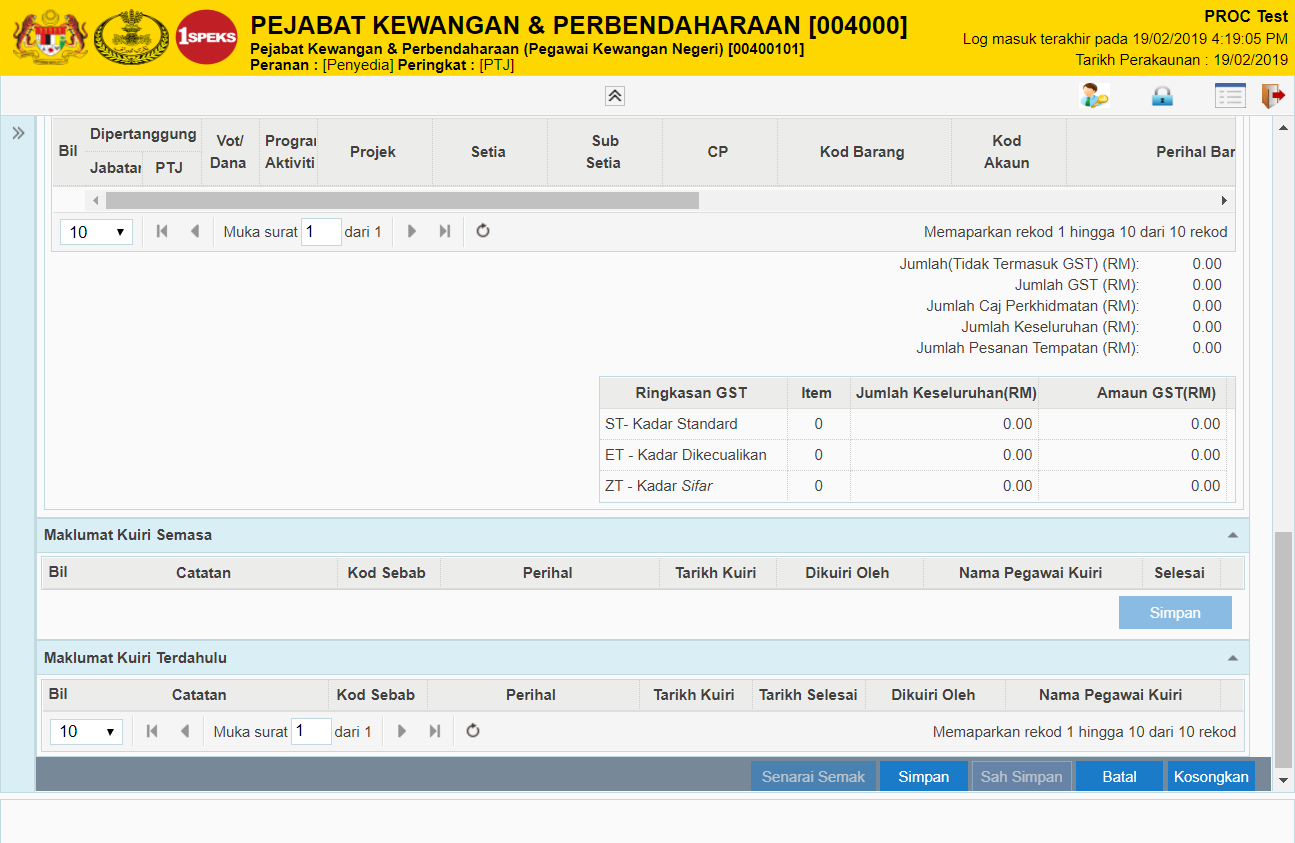 1SPEKS
PEJABAT KEWANGAN & PERBENDAHARAAN [004000]
Pejabat Kewangan & Perbendaharaan (Pegawai Kewangan Negeri) [00400101]
Peranan : [Penyedia] Peringkat : [PTJ]
PROC Test
Log masuk terakhir pada 19/02/2019 4:19:05 PM
Tarikh Perakaunan : 19/02/2019
Bil Dipertanggung Jabatan PTJ Vot/ Dana Program Aktiviti Projek Setia Sub Setia CP Kod Barang Kod Akaun Perihal Bar
10 Muka surat 1 dari 1 Memaparkan rekod 1 hingga 10 dari 10 rekod
Jumlah(Tidak Termasuk GST) (RM): 0.00
Jumlah GST (RM): 0.00
Jumlah Caj Perkhidmatan (RM): 0.00
Jumlah Keseluruhan (RM): 0.00
Jumlah Pesanan Tempatan (RM): 0.00
Ringkasan GST Item Jumlah Keseluruhan(RM) Amaun GST(RM)
ST- Kadar Standard 0 0.00 0.00
ET - Kadar Dikecualikan 0 0.00 0.00
ZT - Kadar Sifar 0 0.00 0.00
Maklumat Kuiri Semasa
Bil Catatan Kod Sebab Perihal Tarikh Kuiri Dikuiri Oleh Nama Pegawai Kuiri Selesai
Simpan
Maklumat Kuiri Terdahulu
Bil Catatan Kod Sebab Perihal Tarikh Kuiri Tarikh Selesai Dikuiri Oleh Nama Pegawai Kuiri
10 Muka surat 1 dari 1 Memaparkan rekod 1 hingga 10 dari 10 rekod
Senarai Semak Simpan Sah Simpan Batal Kosongkan